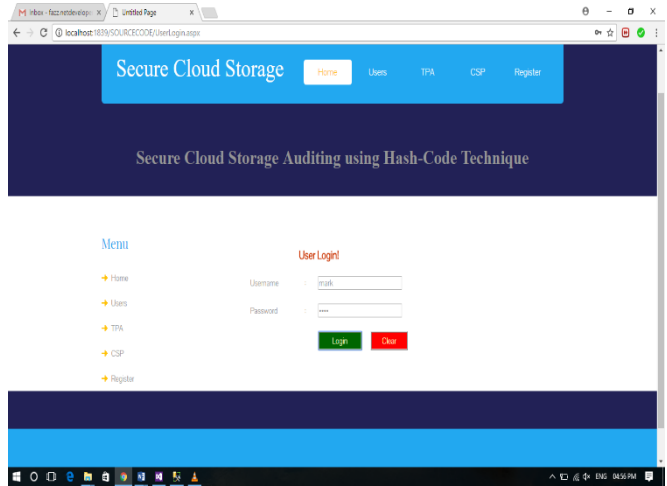 Inbox - fazz.netdevelope
Untitled Page
localhost:1839/SOURCECODE/UserLogin.aspx
Secure Cloud Storage
Home Users TPA CSP Register
Secure Cloud Storage Auditing using Hash-Code Technique
Menu
Home
Users
TPA
CSP
Register
User Login!
Username : mark
Password : ••••
Login Clear
ENG 04:56 PM